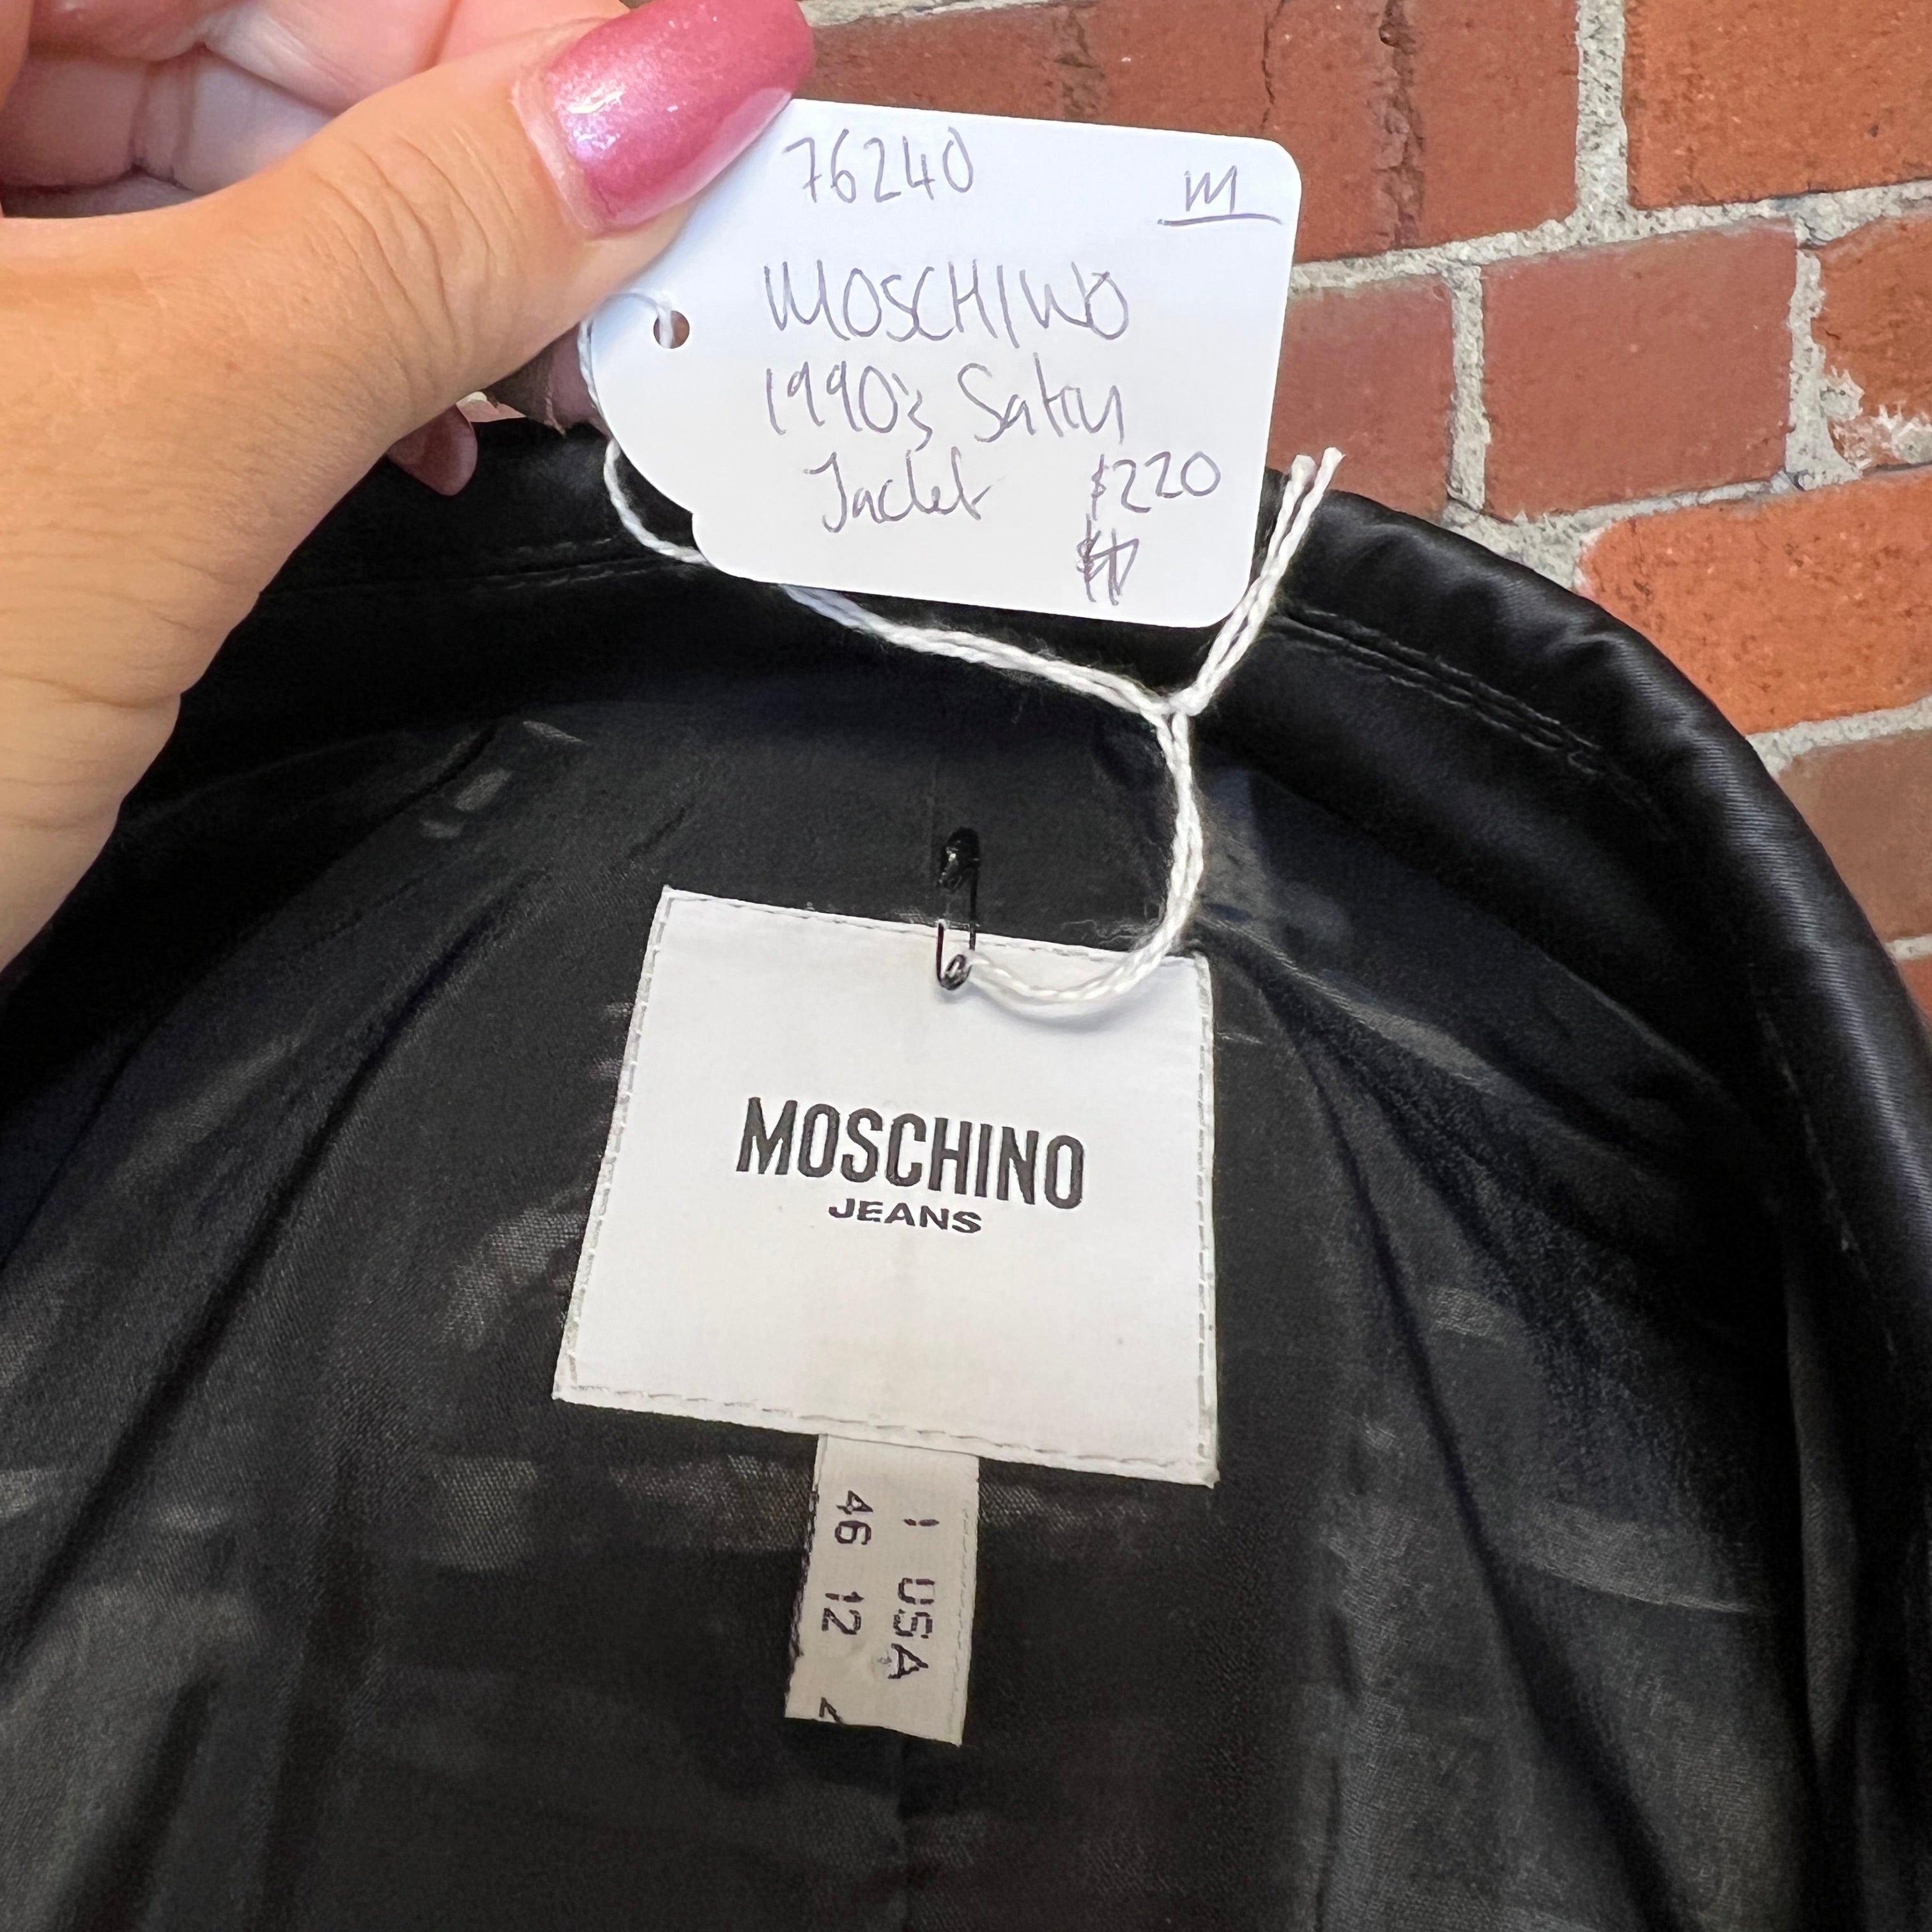 76240 M
MOSCHINO
1990's Satin
Jacket $220
MOSCHINO
JEANS
I USA
46 12